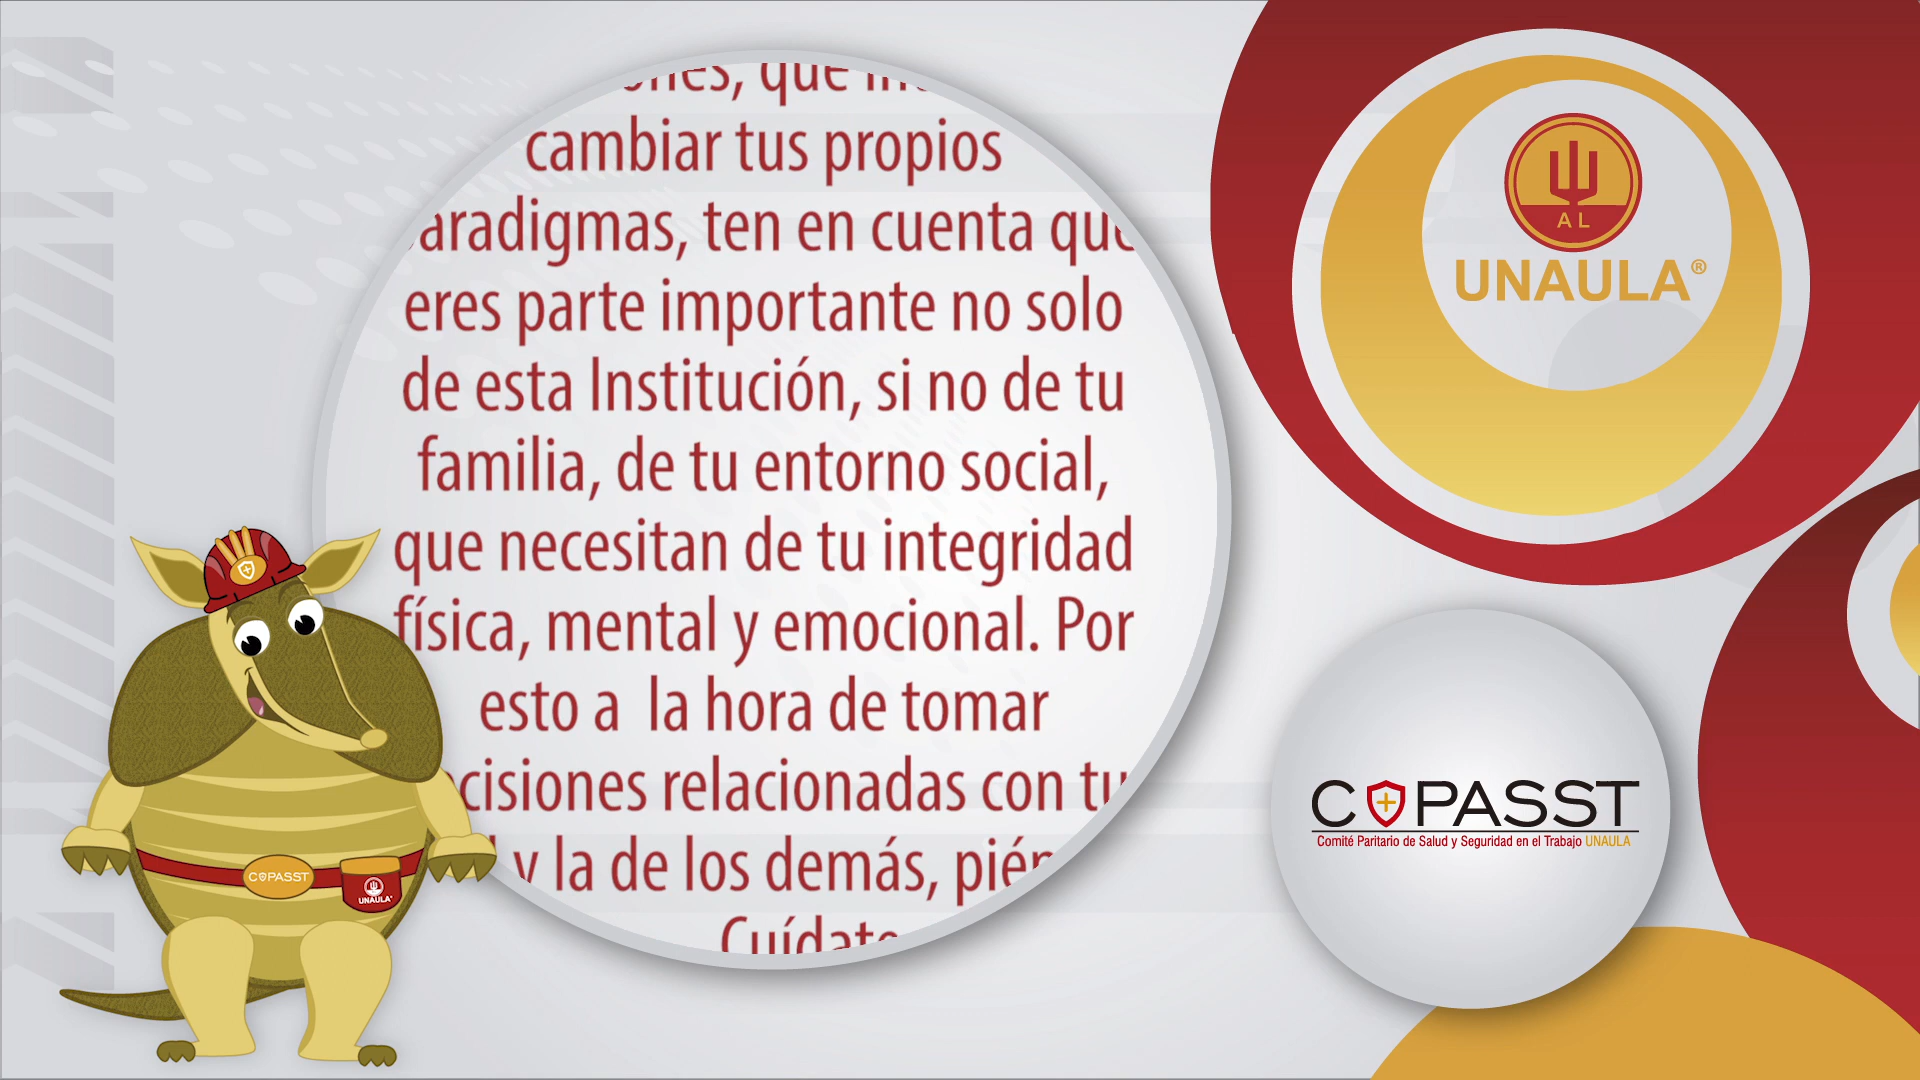 cambiar tus propios
ten en cuenta que
eres parte importante no solo
de esta Institución, si no de tu
familia, de tu entorno social,
que necesitan de tu integridad
física, mental y emocional. Por
esto a la hora de tomar
relacionadas con tu
y la de los demás,
AL
UNAULA®
COPASST
Comité Paritario de Salud y Seguridad en el Trabajo UNAULA
COPASST
UNAULA